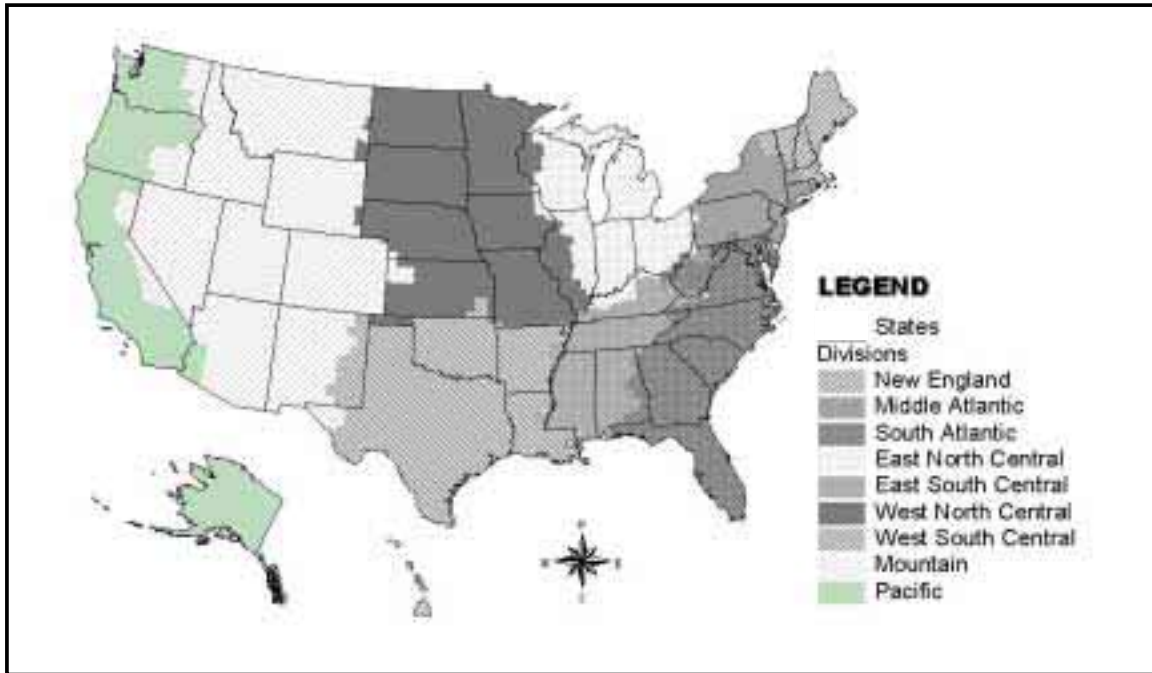 LEGEND
States
Divisions
New England
Middle Atlantic
South Atlantic
East North Central
East South Central
West North Central
West South Central
Mountain
Pacific